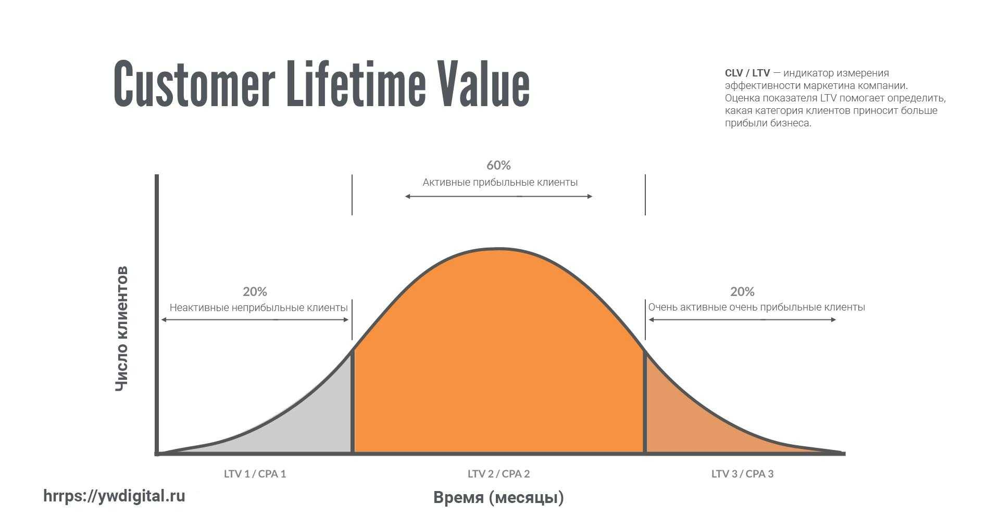 Customer Lifetime Value
CLV / LTV — индикатор измерения
эффективности маркетина компании.
Оценка показателя LTV помогает определить,
какая категория клиентов приносит больше
прибыли бизнеса.
60%
Активные прибыльные клиенты
20%
Неактивные неприбыльные клиенты
20%
Очень активные очень прибыльные клиенты
Число клиентов
LTV 1 / CPA 1
LTV 2 / CPA 2
LTV 3 / CPA 3
Время (месяцы)
hrrps://ywdigital.ru